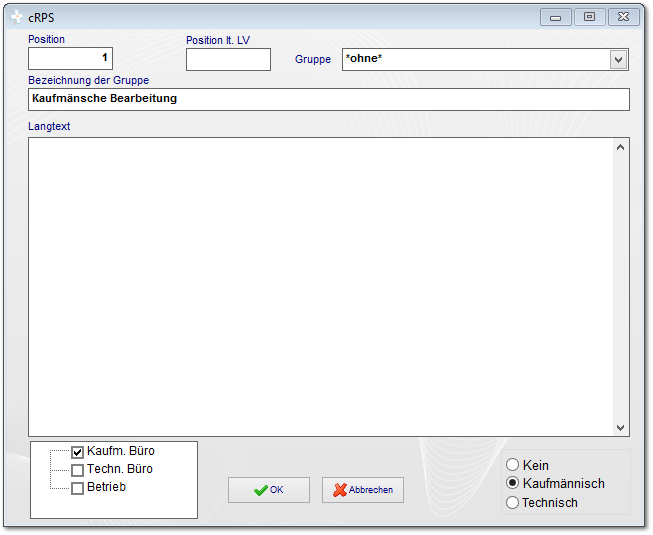 cRPS
Position
Position lt. LV
1
Gruppe
*ohne*
Bezeichnung der Gruppe
Kaufmänsche Bearbeitung
Langtext
Kaufm. Büro
Techn. Büro
Betrieb
OK
Abbrechen
Kein
Kaufmännisch
Technisch